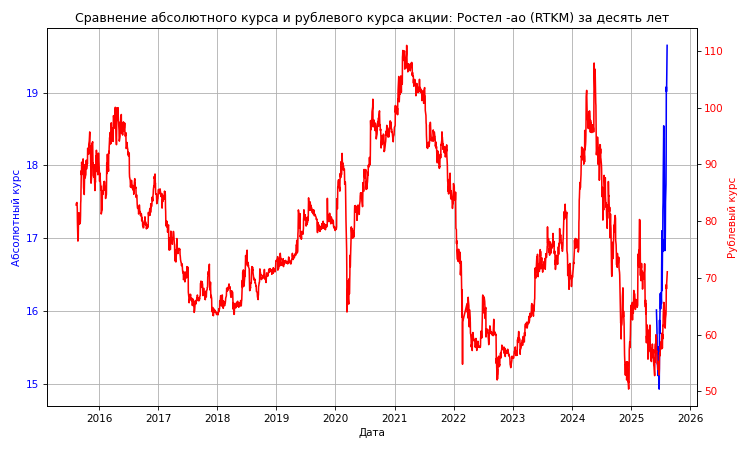 Сравнение абсолютного курса и рублевого курса акции: Ростел -ао (RTKM) за десять лет
Абсолютный курс
19
18
17
16
15
110
100
90
80
70
60
50
Рублевый курс
2016 2017 2018 2019 2020 2021 2022 2023 2024 2025 2026
Дата